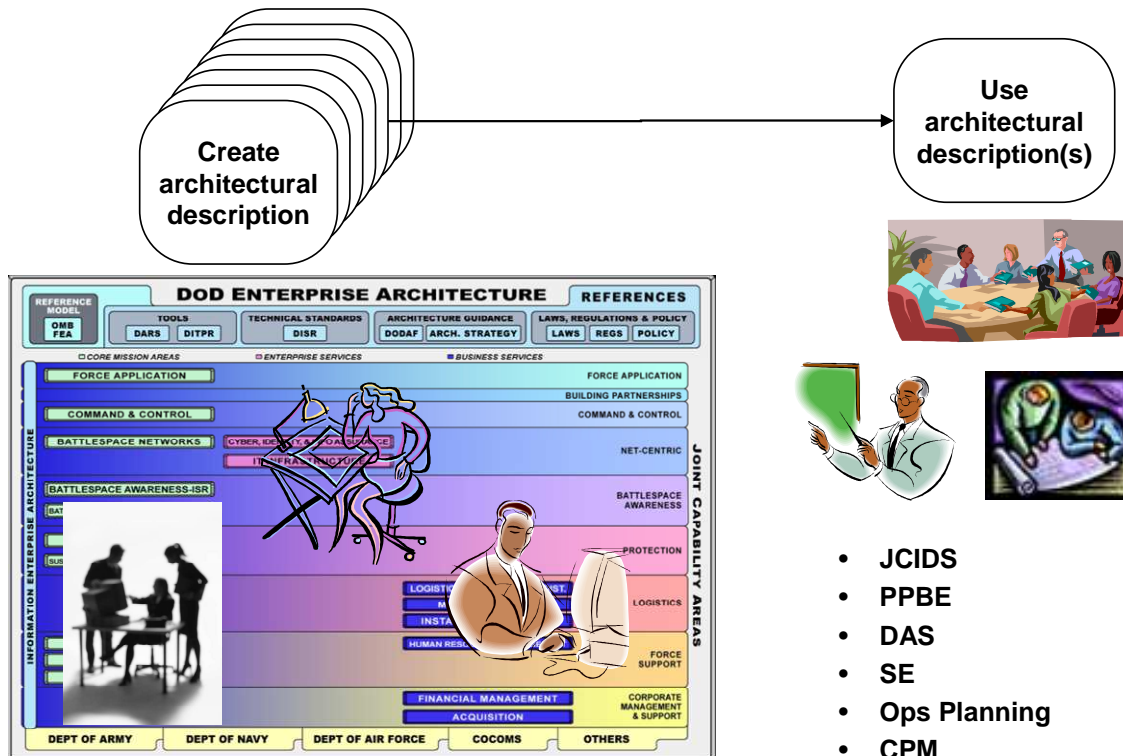 Create
architectural
description
Use
architectural
description(s)
DOD ENTERPRISE ARCHITECTURE
REFERENCES
REFERENCE
MODEL
OMB
FEA
TOOLS
DARS
DITPR
TECHNICAL STANDARDS
DISR
ARCHITECTURE GUIDANCE
DODAF
ARCH. STRATEGY
LAWS, REGULATIONS & POLICY
LAWS
REGS
POLICY
CORE MISSION AREAS
ENTERPRISE SERVICES
BUSINESS SERVICES
INFORMATION ENTERPRISE ARCHITECTURE
JOINT CAPABILITY AREAS
FORCE APPLICATION
FORCE APPLICATION
BUILDING PARTNERSHIPS
COMMAND & CONTROL
COMMAND & CONTROL
BATTLESPACE NETWORKS
NET-CENTRIC
BATTLESPACE AWARENESS-ISR
BATTLESPACE
AWARENESS
PROTECTION
LOGISTICS
FORCE
SUPPORT
FINANCIAL MANAGEMENT
ACQUISITION
CORPORATE
MANAGEMENT
& SUPPORT
DEPT OF ARMY
DEPT OF NAVY
DEPT OF AIR FORCE
COCOMS
OTHERS
• JCIDS
• PPBE
• DAS
• SE
• Ops Planning
• CPM